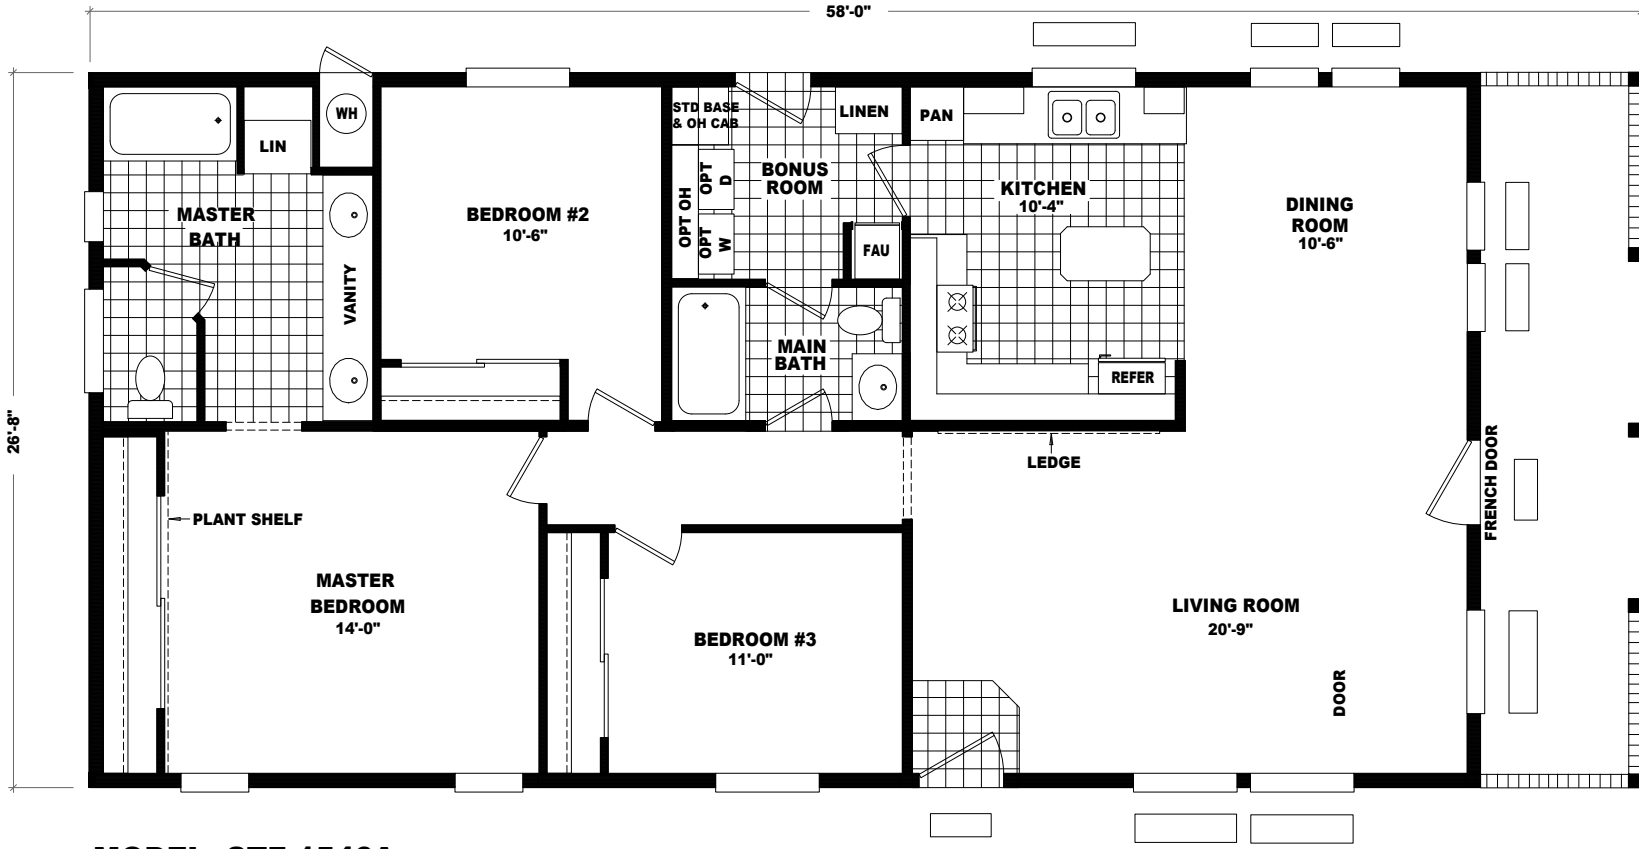 58'-0"
26'-8"
WH
LIN
MASTER
BATH
VANITY
BEDROOM #2
10'-6"
STD BASE
& OH CAB
OPT OH
OPT
D
OPT
W
BONUS
ROOM
LINEN
FAU
PAN
KITCHEN
10'-4"
DINING
ROOM
10'-6"
MAIN
BATH
REFER
LEDGE
FRENCH DOOR
PLANT SHELF
MASTER
BEDROOM
14'-0"
BEDROOM #3
11'-0"
LIVING ROOM
20'-9"
DOOR